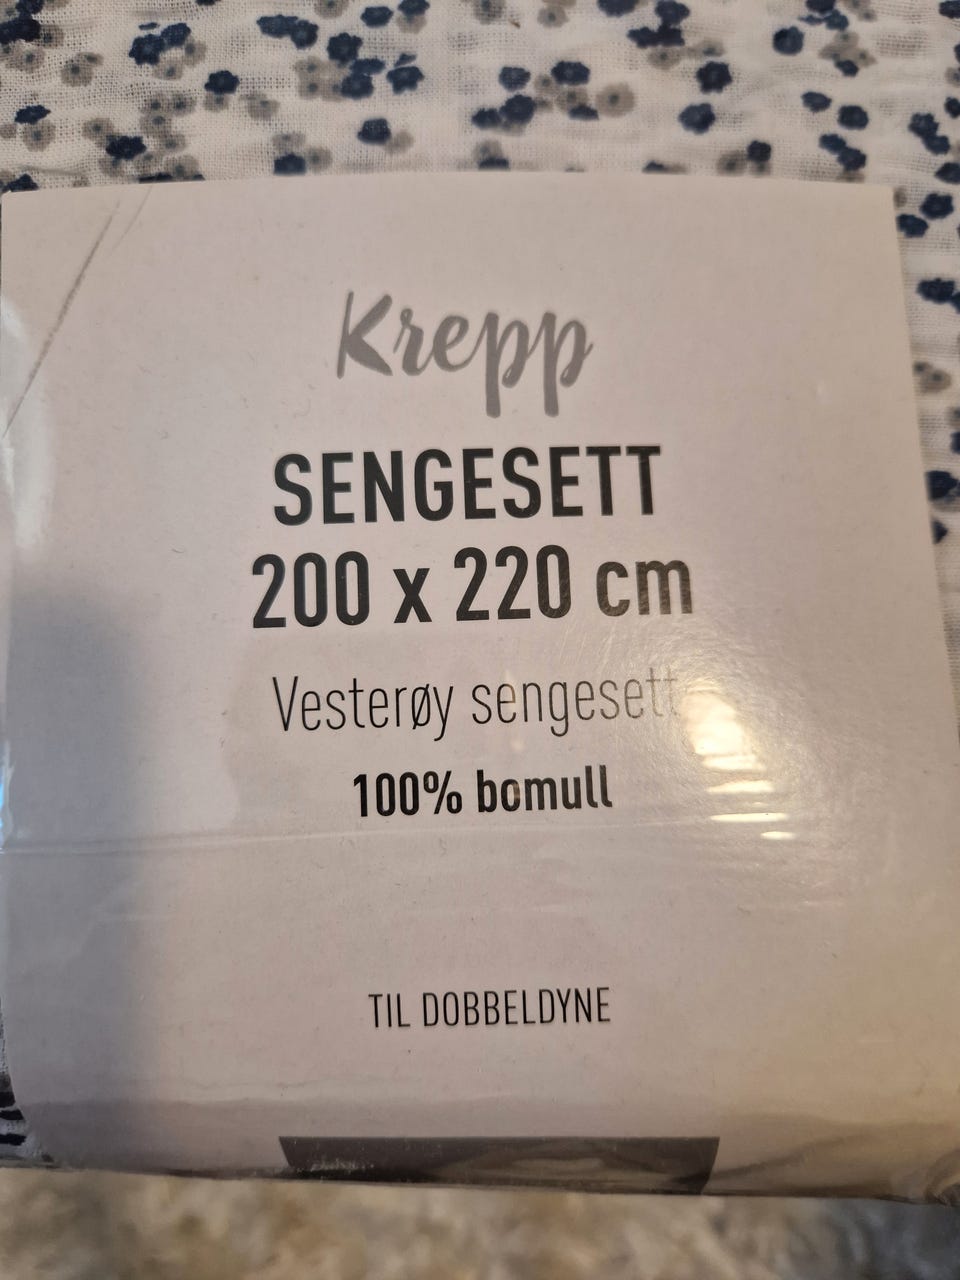 Krepp
SENGESETT
200 x 220 cm
Vesterøy sengesett
100% bomull
TIL DOBBELDYNE